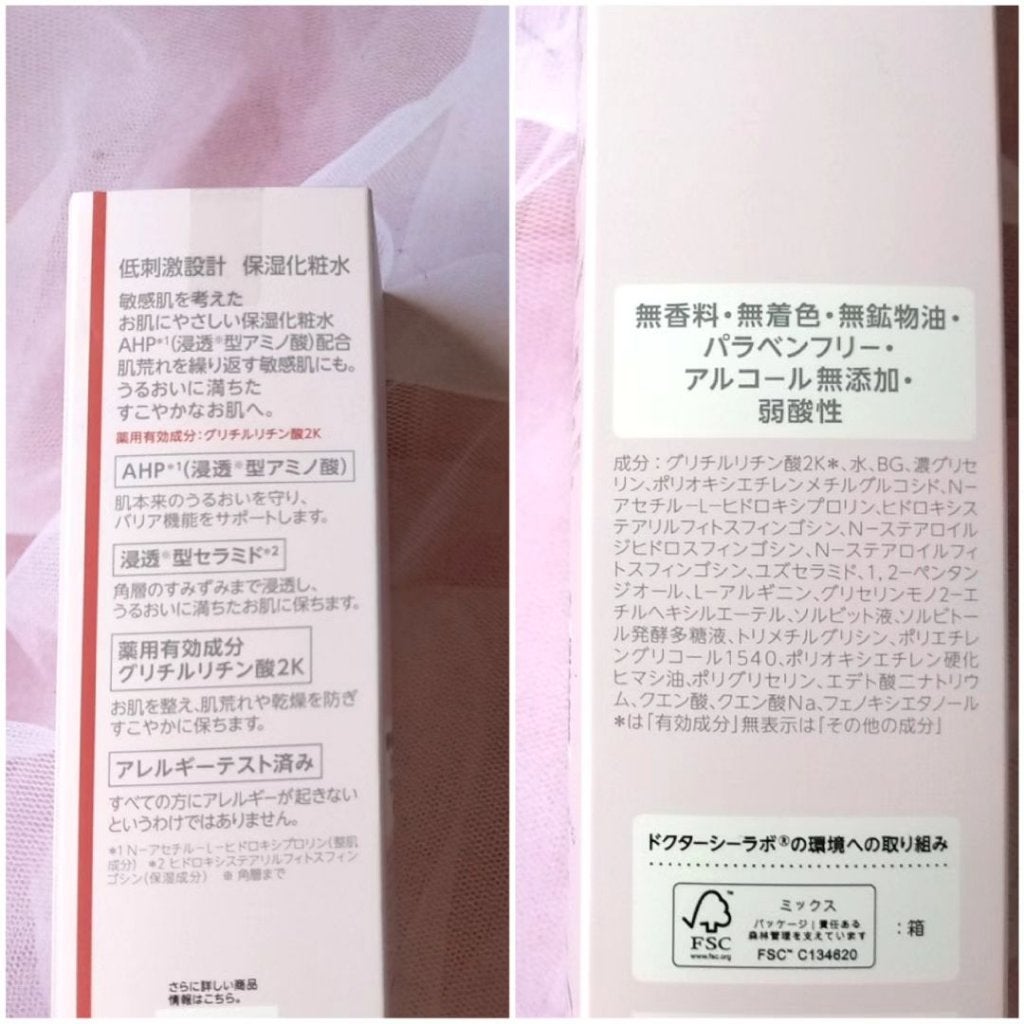 低刺激設計 保湿化粧水
敏感肌を考えた
お肌にやさしい保湿化粧水
AHP*1(浸透※型アミノ酸)配合
肌荒れを繰り返す敏感肌にも。
うるおいに満ちた
すこやかなお肌へ。
薬用有効成分:グリチルリチン酸2K
AHP*1(浸透※型アミノ酸)
肌本来のうるおいを守り、
バリア機能をサポートします。
浸透※型セラミド*2
角層のすみずみまで浸透し、
うるおいに満ちたお肌に保ちます。
薬用有効成分
グリチルリチン酸2K
お肌を整え、肌荒れや乾燥を防ぎ
すこやかに保ちます。
アレルギーテスト済み
すべての方にアレルギーが起きない
というわけではありません。
*1 N-アセチル-L-ヒドロキシプロリン(整肌
成分) *2 ヒドロキシステアリルフィトスフィン
ゴシン(保湿成分) ※ 角層まで
さらに詳しい商品
情報はこちら。
無香料・無着色・無鉱物油・
パラベンフリー・
アルコール無添加・
弱酸性
成分:グリチルリチン酸2K*、水、BG、濃グリセ
リン、ポリオキシエチレンメチルグルコシド、N-
アセチル-L-ヒドロキシプロリン、ヒドロキシス
テアリルフィトスフィンゴシン、N-ステアロイル
ジヒドロスフィンゴシン、N-ステアロイルフィ
トスフィンゴシン、ユズセラミド、1,2-ペンタン
ジオール、L-アルギニン、グリセリンモノ2-エ
チルヘキシルエーテル、ソルビット液、ソルビトー
ル発酵多糖液、トリメチルグリシン、ポリエチレ
ングリコール1540、ポリオキシエチレン硬化
ヒマシ油、ポリグリセリン、エデト酸二ナトリウ
ム、クエン酸、クエン酸Na、フェノキシエタノール
*は「有効成分」無表示は「その他の成分」
ドクターシーラボ®の環境への取り組み
FSC
www.fsc.org
ミックス
パッケージ|責任ある
森林管理を支えています
FSC™ C134620
:箱